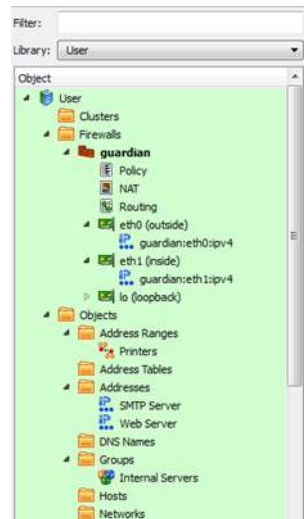 Filter:
Library: User
Object
User
Clusters
Firewalls
guardian
Policy
NAT
Routing
eth0 (outside)
guardian:eth0:ipv4
eth1 (inside)
guardian:eth1:ipv4
lo (loopback)
Objects
Address Ranges
Printers
Address Tables
Addresses
SMTP Server
Web Server
DNS Names
Groups
Internal Servers
Hosts
Networks